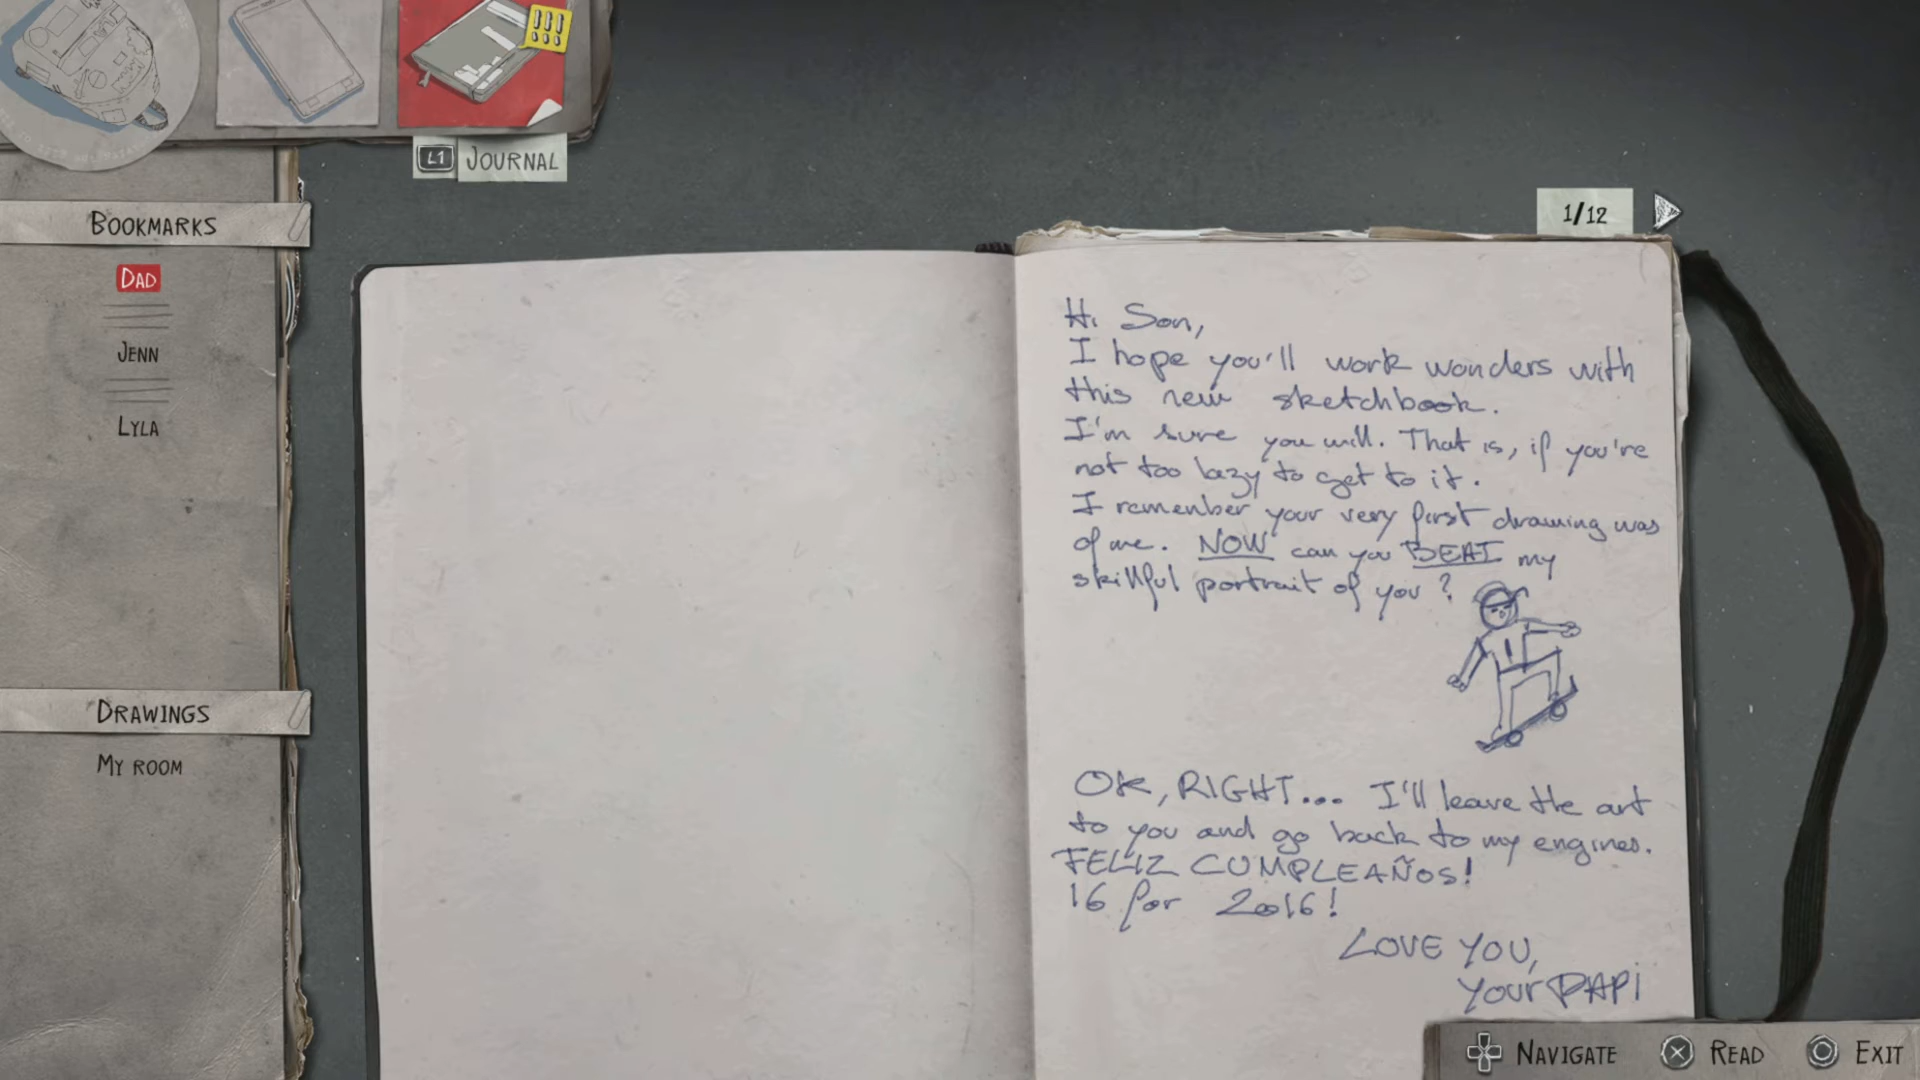 L1 JOURNAL
BOOKMARKS
DAD
JENN
LYLA
DRAWINGS
MY ROOM
1/12
Hi Son,
I hope you'll work wonders with
this new sketchbook.
I'm sure you will. That is, if you're
not too lazy to get to it.
I remember your very first drawing was
of me. NOW can you BEAT my
skillful portrait of you?
OK, RIGHT... I'll leave the art
to you and go back to my engines.
FELIZ CUMPLEAÑOS!
16 for 2016!
LOVE YOU,
Your PAPI
NAVIGATE READ EXIT